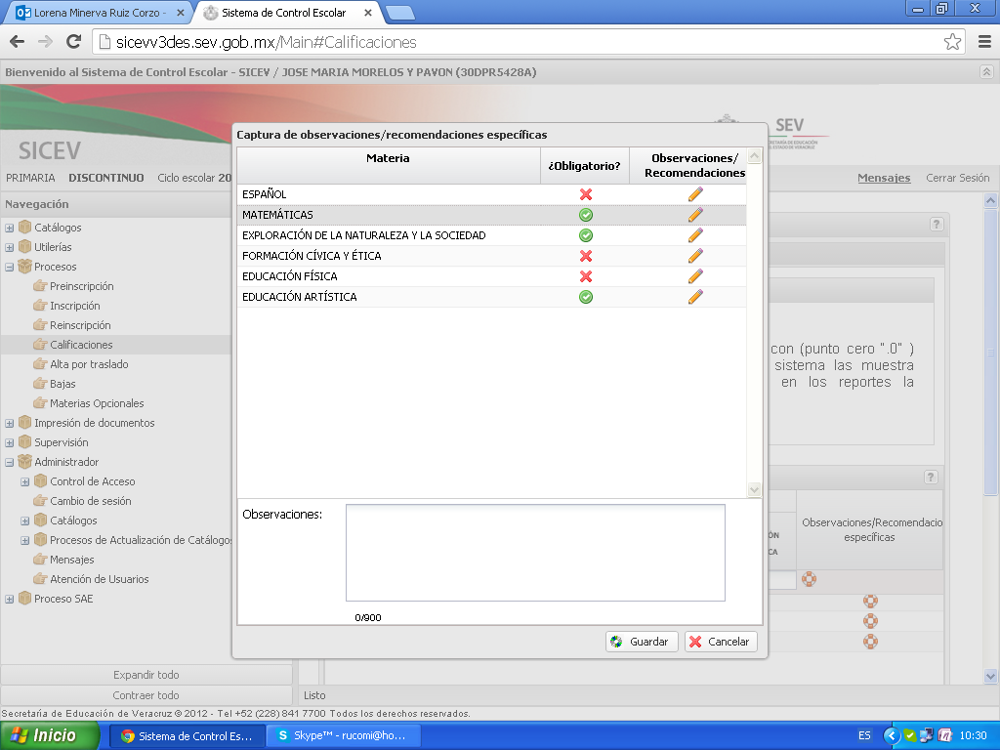 Lorena Minerva Ruiz Corzo -
Sistema de Control Escolar
sicevv3des.sev.gob.mx/Main#Calificaciones
Bienvenido al Sistema de Control Escolar - SICEV / JOSE MARIA MORELOS Y PAVON (30DPR5428A)
SICEV
SEV
PRIMARIA DISCONTINUO Ciclo escolar 20
Mensajes Cerrar Sesión
Navegación
Catálogos
Utilerías
Procesos
Preinscripción
Inscripción
Reinscripción
Calificaciones
Alta por traslado
Bajas
Materias Opcionales
Impresión de documentos
Supervisión
Administrador
Control de Acceso
Cambio de sesión
Catálogos
Procesos de Actualización de Catálogo
Mensajes
Atención de Usuarios
Proceso SAE
Expandir todo
Contraer todo
Captura de observaciones/recomendaciones específicas
Materia ¿Obligatorio? Observaciones/
Recomendaciones
ESPAÑOL
MATEMÁTICAS
EXPLORACIÓN DE LA NATURALEZA Y LA SOCIEDAD
FORMACIÓN CÍVICA Y ÉTICA
EDUCACIÓN FÍSICA
EDUCACIÓN ARTÍSTICA
Observaciones:
0/900
Guardar Cancelar
con (punto cero ".0" )
sistema las muestra
en los reportes la
Observaciones/Recomendacio
específicas
ÓN
CA
Listo
Secretaría de Educación de Veracruz © 2012 - Tel +52 (228) 841 7700 Todos los derechos reservados.
Inicio
Sistema de Control Es...
Skype™ - rucomi@ho...
ES
10:30